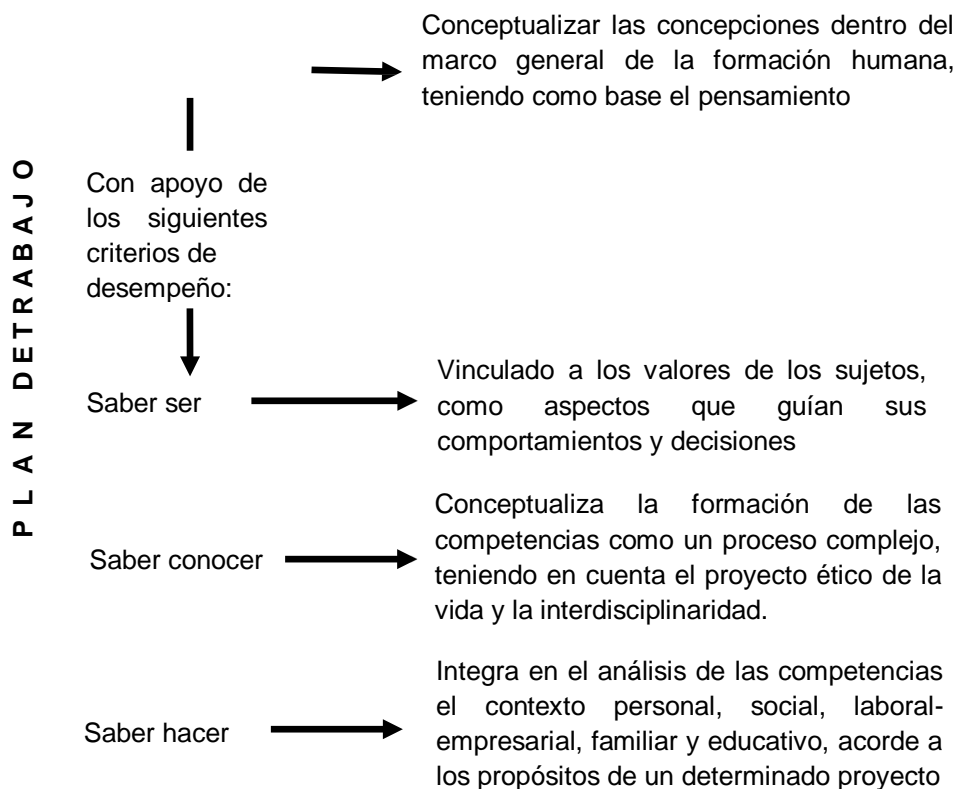 PLAN DETRABAJO
Conceptualizar las concepciones dentro del
marco general de la formación humana,
teniendo como base el pensamiento
Con apoyo de
los siguientes
criterios de
desempeño:
Saber ser
Vinculado a los valores de los sujetos,
como aspectos que guían sus
comportamientos y decisiones
Saber conocer
Conceptualiza la formación de las
competencias como un proceso complejo,
teniendo en cuenta el proyecto ético de la
vida y la interdisciplinaridad.
Saber hacer
Integra en el análisis de las competencias
el contexto personal, social, laboral-
empresarial, familiar y educativo, acorde a
los propósitos de un determinado proyecto